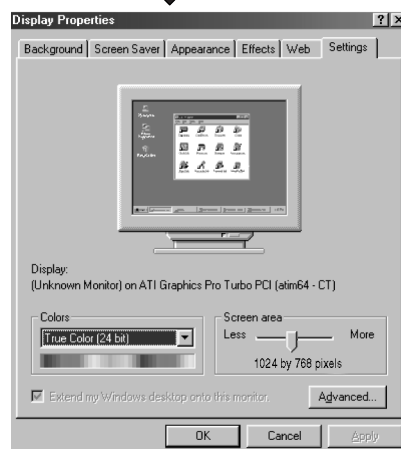 Display Properties
Background Screen Saver Appearance Effects Web Settings
Display:
(Unknown Monitor) on ATI Graphics Pro Turbo PCI (atim64 - CT)
Colors
Screen area
True Color (24 bit)
Less More
1024 by 768 pixels
Extend my Windows desktop onto this monitor.
Advanced...
OK Cancel Apply